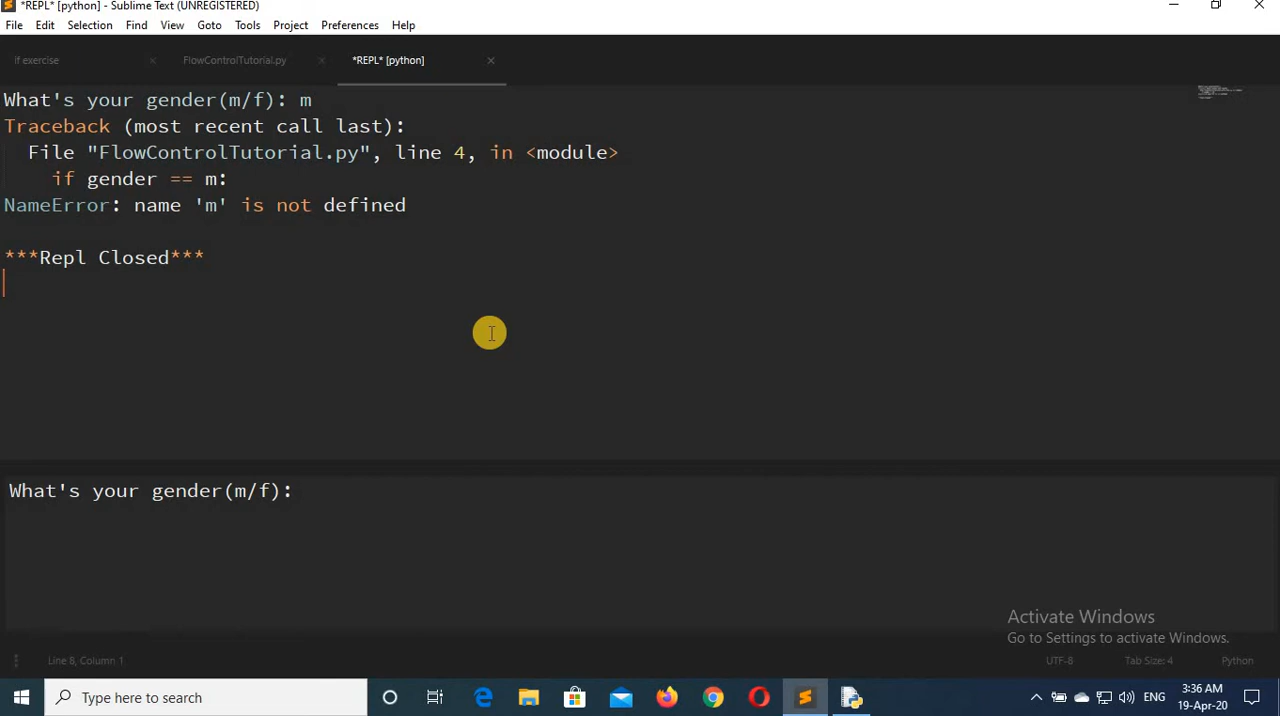 *REPL* [python] - Sublime Text (UNREGISTERED)
File Edit Selection Find View Goto Tools Project Preferences Help
If exercise × FlowControlTutorial.py × *REPL* [python] ×
What's your gender(m/f): m
Traceback (most recent call last):
  File "FlowControlTutorial.py", line 4, in <module>
    if gender == m:
NameError: name 'm' is not defined
***Repl Closed***
What's your gender(m/f):
Activate Windows
Go to Settings to activate Windows.
Line 8, Column 1 UTF-8 Tab Size: 4 Python
Type here to search ENG 3:36 AM
19-Apr-20